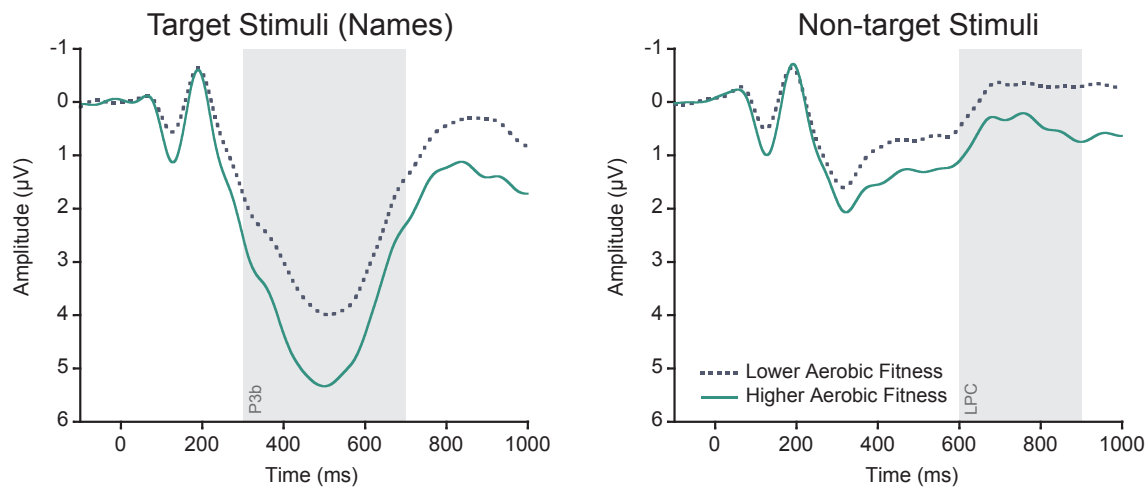 Target Stimuli (Names)
-1
0
1
2
3
4
5
6
Amplitude (µV)
P3b
0 200 400 600 800 1000
Time (ms)
Non-target Stimuli
-1
0
1
2
3
4
5
6
Amplitude (µV)
Lower Aerobic Fitness
Higher Aerobic Fitness
LPC
0 200 400 600 800 1000
Time (ms)